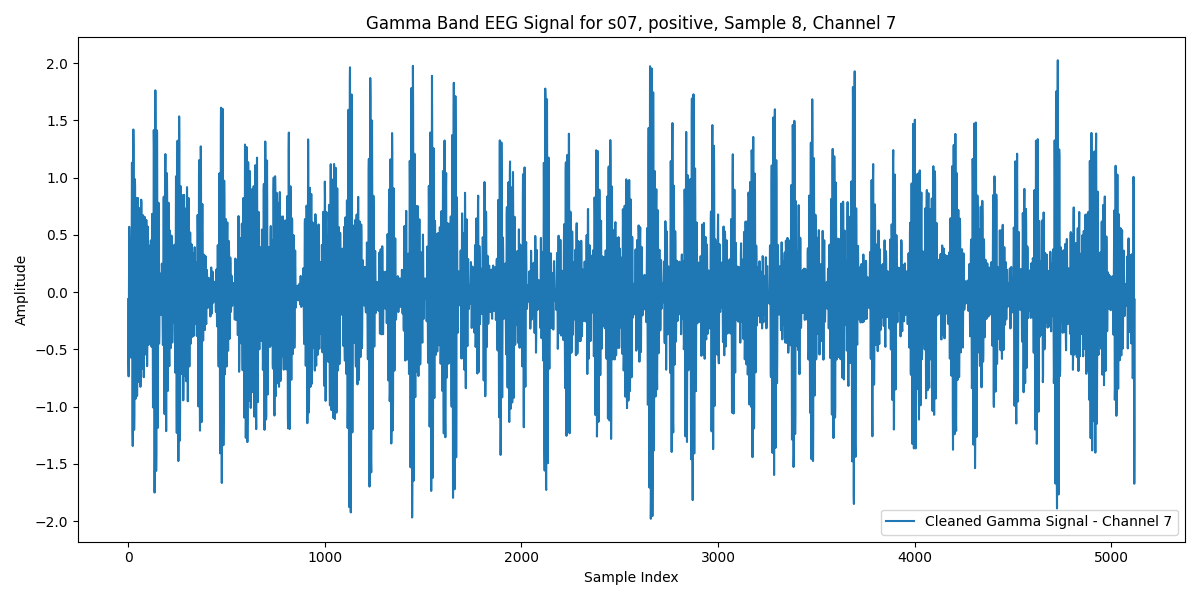 Gamma Band EEG Signal for s07, positive, Sample 8, Channel 7
Amplitude
2.0
1.5
1.0
0.5
0.0
−0.5
−1.0
−1.5
−2.0
Cleaned Gamma Signal - Channel 7
0 1000 2000 3000 4000 5000
Sample Index